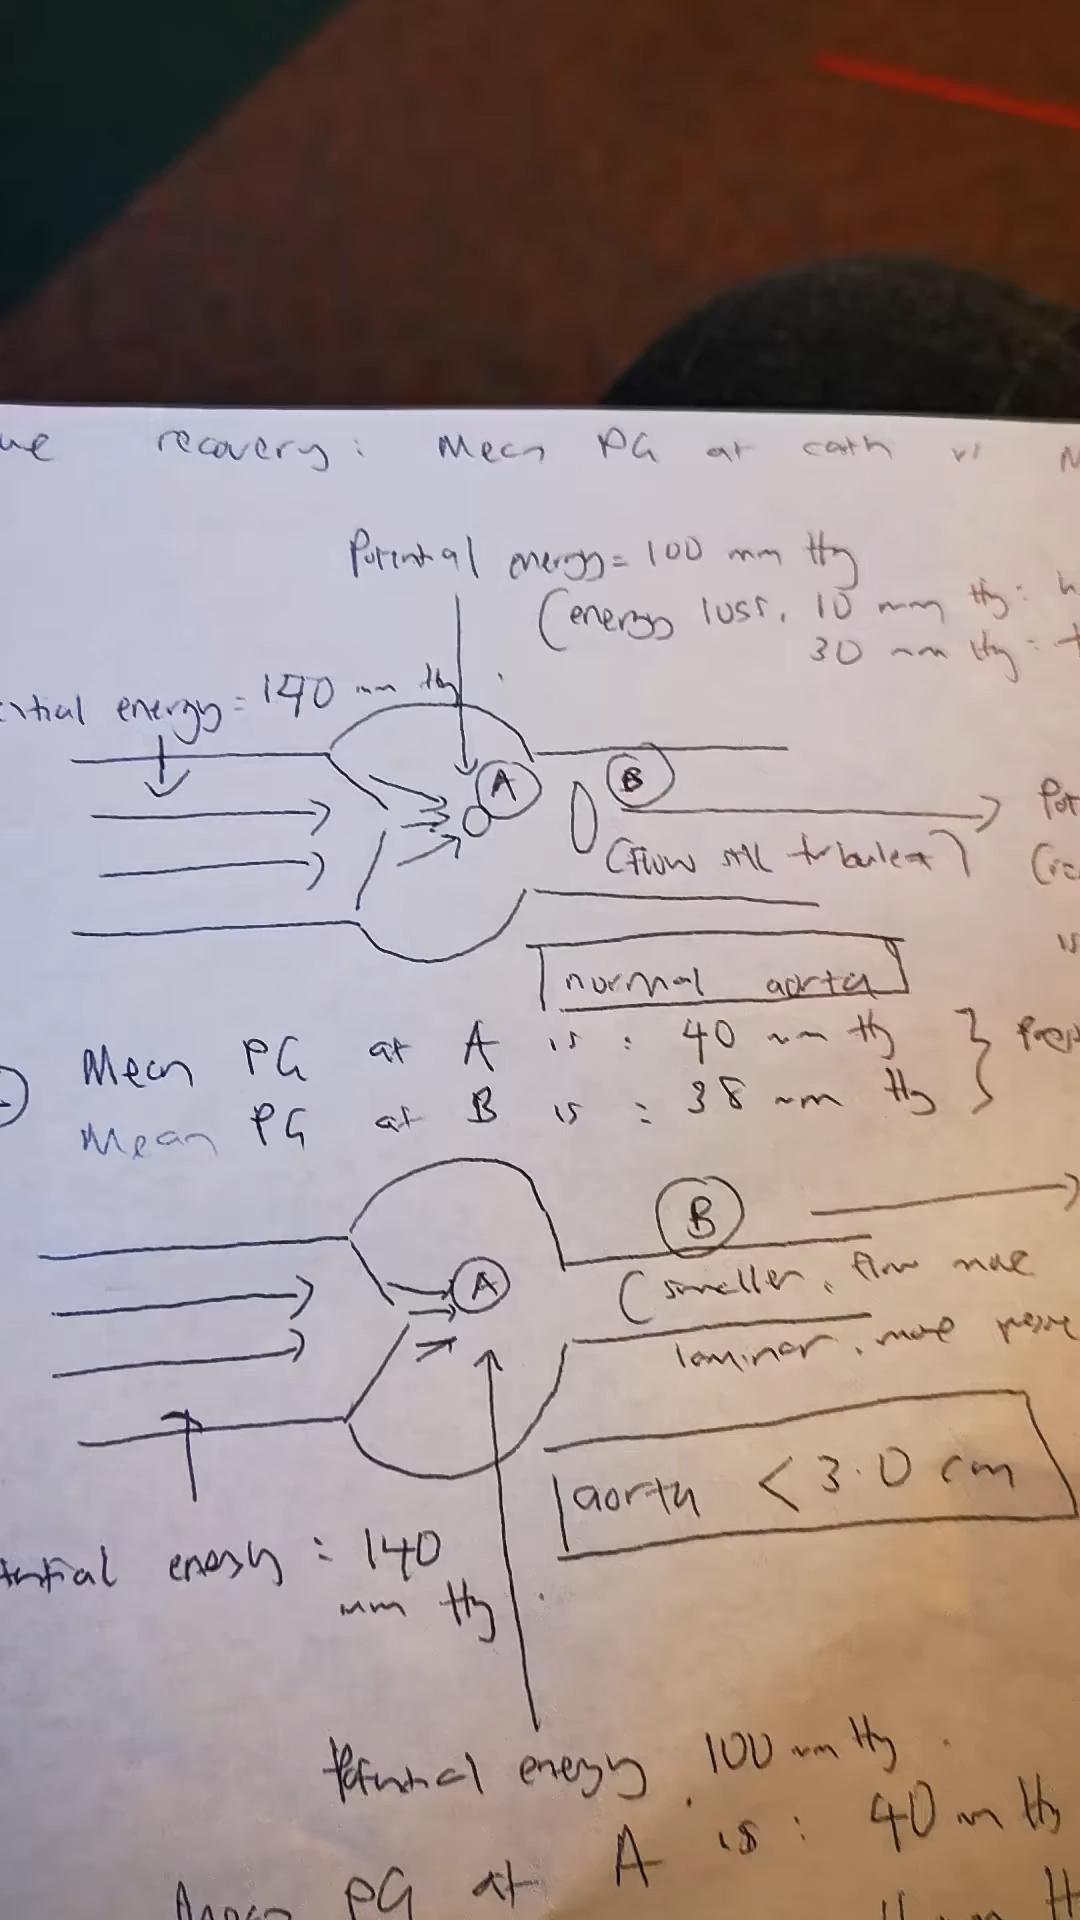 recovery: Mean PG at cath v/
Potential energy = 100 mm Hg
(energy loss. 10 mm Hg:
30 mm Hg:
ntial energy = 140 mm Hg
A B
(Flow still turbulent)
normal aorta
Mean PG at A is : 40 mm Hg
Mean PG at B is : 38 mm Hg
B
A
(smaller, flow more
laminar, more
aorta < 3.0 cm
tential energy : 140
mm Hg
Potential energy 100 mm Hg.
PG at A is : 40 m Hg